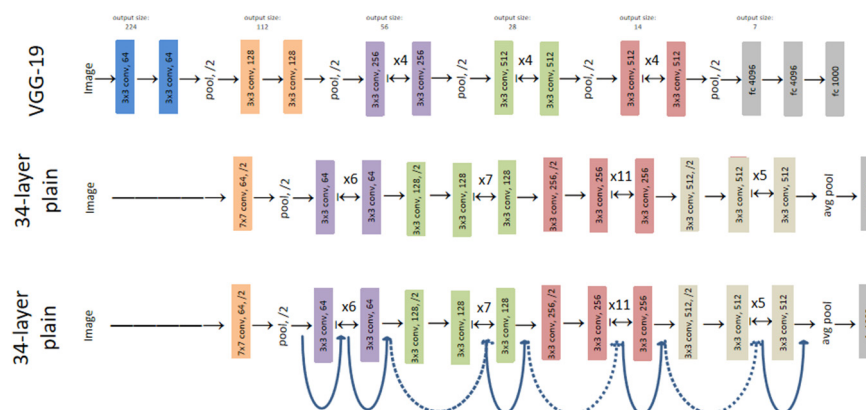 output size: 224
output size: 112
output size: 56
output size: 28
output size: 14
output size: 7
VGG-19
Image
3x3 conv, 64
3x3 conv, 64
pool, /2
3x3 conv, 128
3x3 conv, 128
pool, /2
3x3 conv, 256
x4
3x3 conv, 256
pool, /2
3x3 conv, 512
x4
3x3 conv, 512
pool, /2
3x3 conv, 512
x4
3x3 conv, 512
pool, /2
fc 4096
fc 4096
fc 1000
34-layer
plain
Image
7x7 conv, 64, /2
pool, /2
3x3 conv, 64
x6
3x3 conv, 64
3x3 conv, 128, /2
3x3 conv, 128
x7
3x3 conv, 128
3x3 conv, 256, /2
3x3 conv, 256
x11
3x3 conv, 256
3x3 conv, 512, /2
3x3 conv, 512
x5
3x3 conv, 512
avg pool
34-layer
plain
Image
7x7 conv, 64, /2
pool, /2
3x3 conv, 64
x6
3x3 conv, 64
3x3 conv, 128, /2
3x3 conv, 128
x7
3x3 conv, 128
3x3 conv, 256, /2
3x3 conv, 256
x11
3x3 conv, 256
3x3 conv, 512, /2
3x3 conv, 512
x5
3x3 conv, 512
avg pool